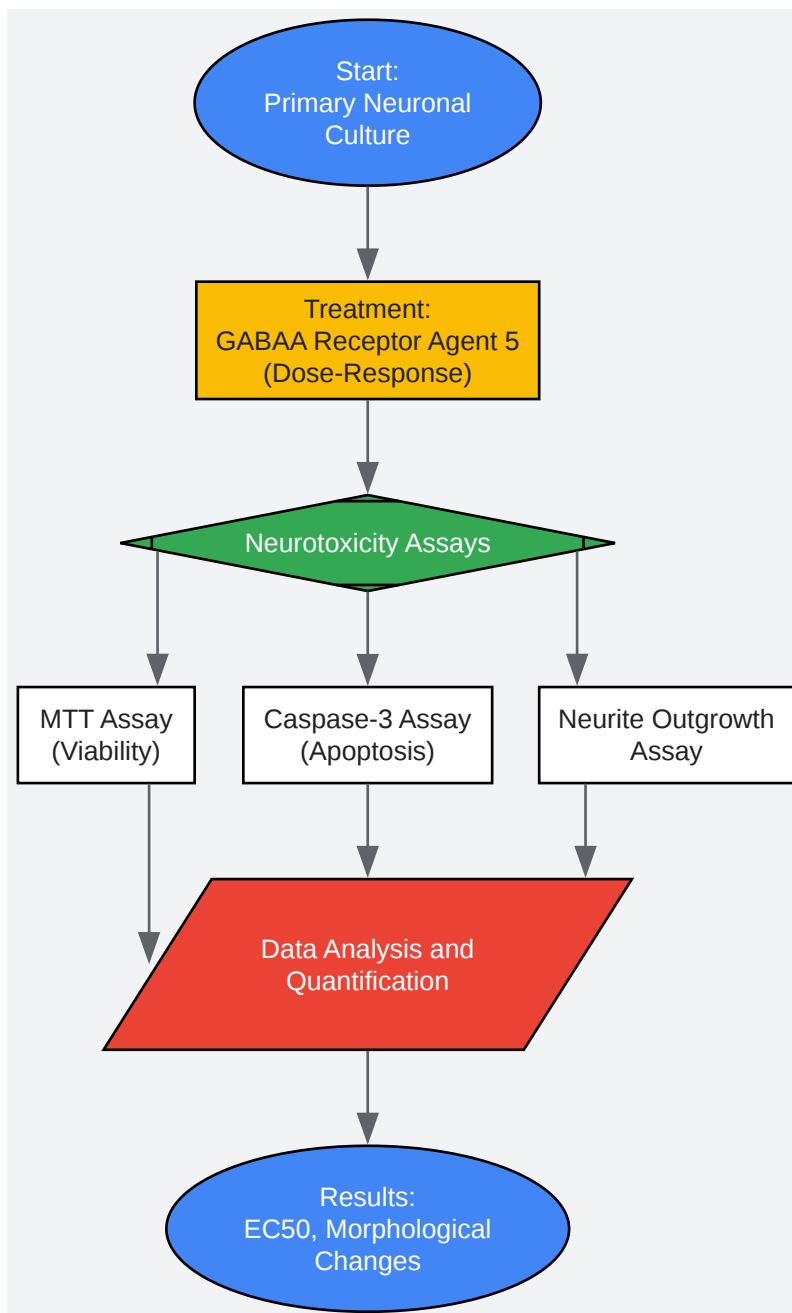 Start:
Primary Neuronal
Culture
Treatment:
GABAA Receptor Agent 5
(Dose-Response)
Neurotoxicity Assays
MTT Assay
(Viability)
Caspase-3 Assay
(Apoptosis)
Neurite Outgrowth
Assay
Data Analysis and
Quantification
Results:
EC50, Morphological
Changes